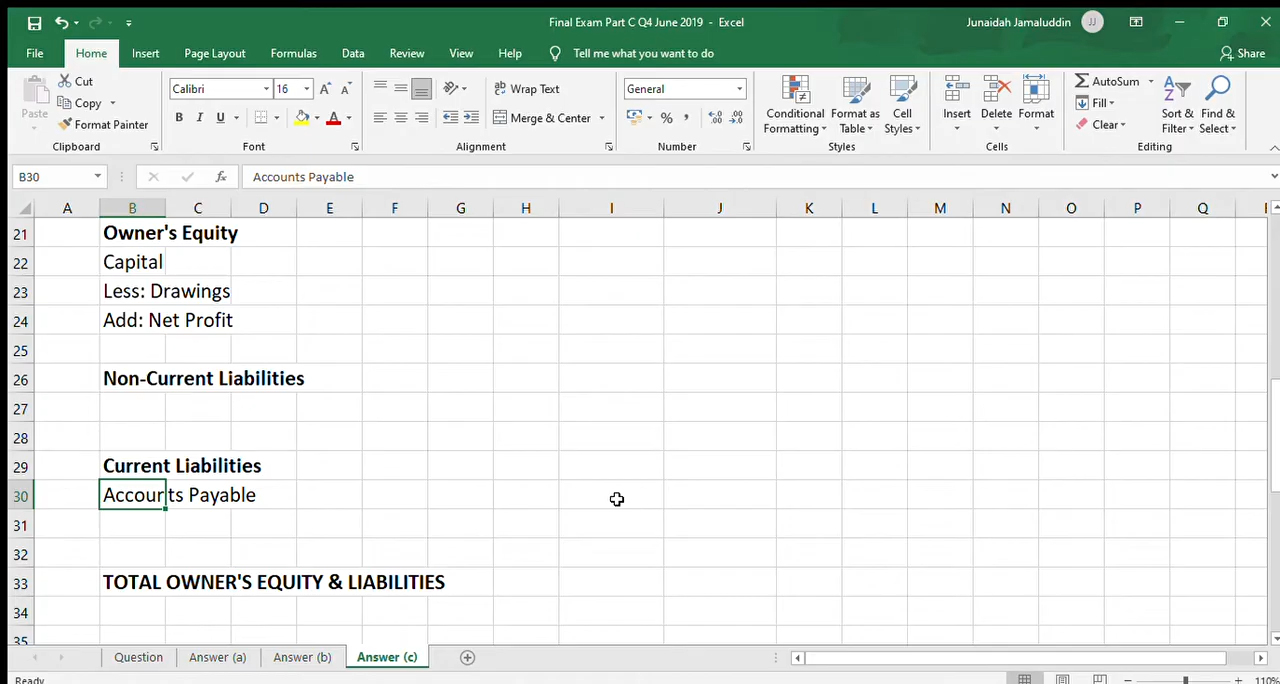 Final Exam Part C Q4 June 2019 - Excel
Junaidah Jamaluddin JJ
File Home Insert Page Layout Formulas Data Review View Help Tell me what you want to do Share
Paste Cut Copy Format Painter Clipboard
Calibri 16 A A B I U A Font
Wrap Text Merge & Center Alignment
General % , Number
Conditional Formatting Format as Table Cell Styles Styles
Insert Delete Format Cells
AutoSum Fill Clear Sort & Filter Find & Select Editing
B30 fx Accounts Payable
A B C D E F G H I J K L M N O P Q
21 Owner's Equity
22 Capital
23 Less: Drawings
24 Add: Net Profit
25
26 Non-Current Liabilities
27
28
29 Current Liabilities
30 Accounts Payable
31
32
33 TOTAL OWNER'S EQUITY & LIABILITIES
34
35
Question Answer (a) Answer (b) Answer (c)
Ready 110%